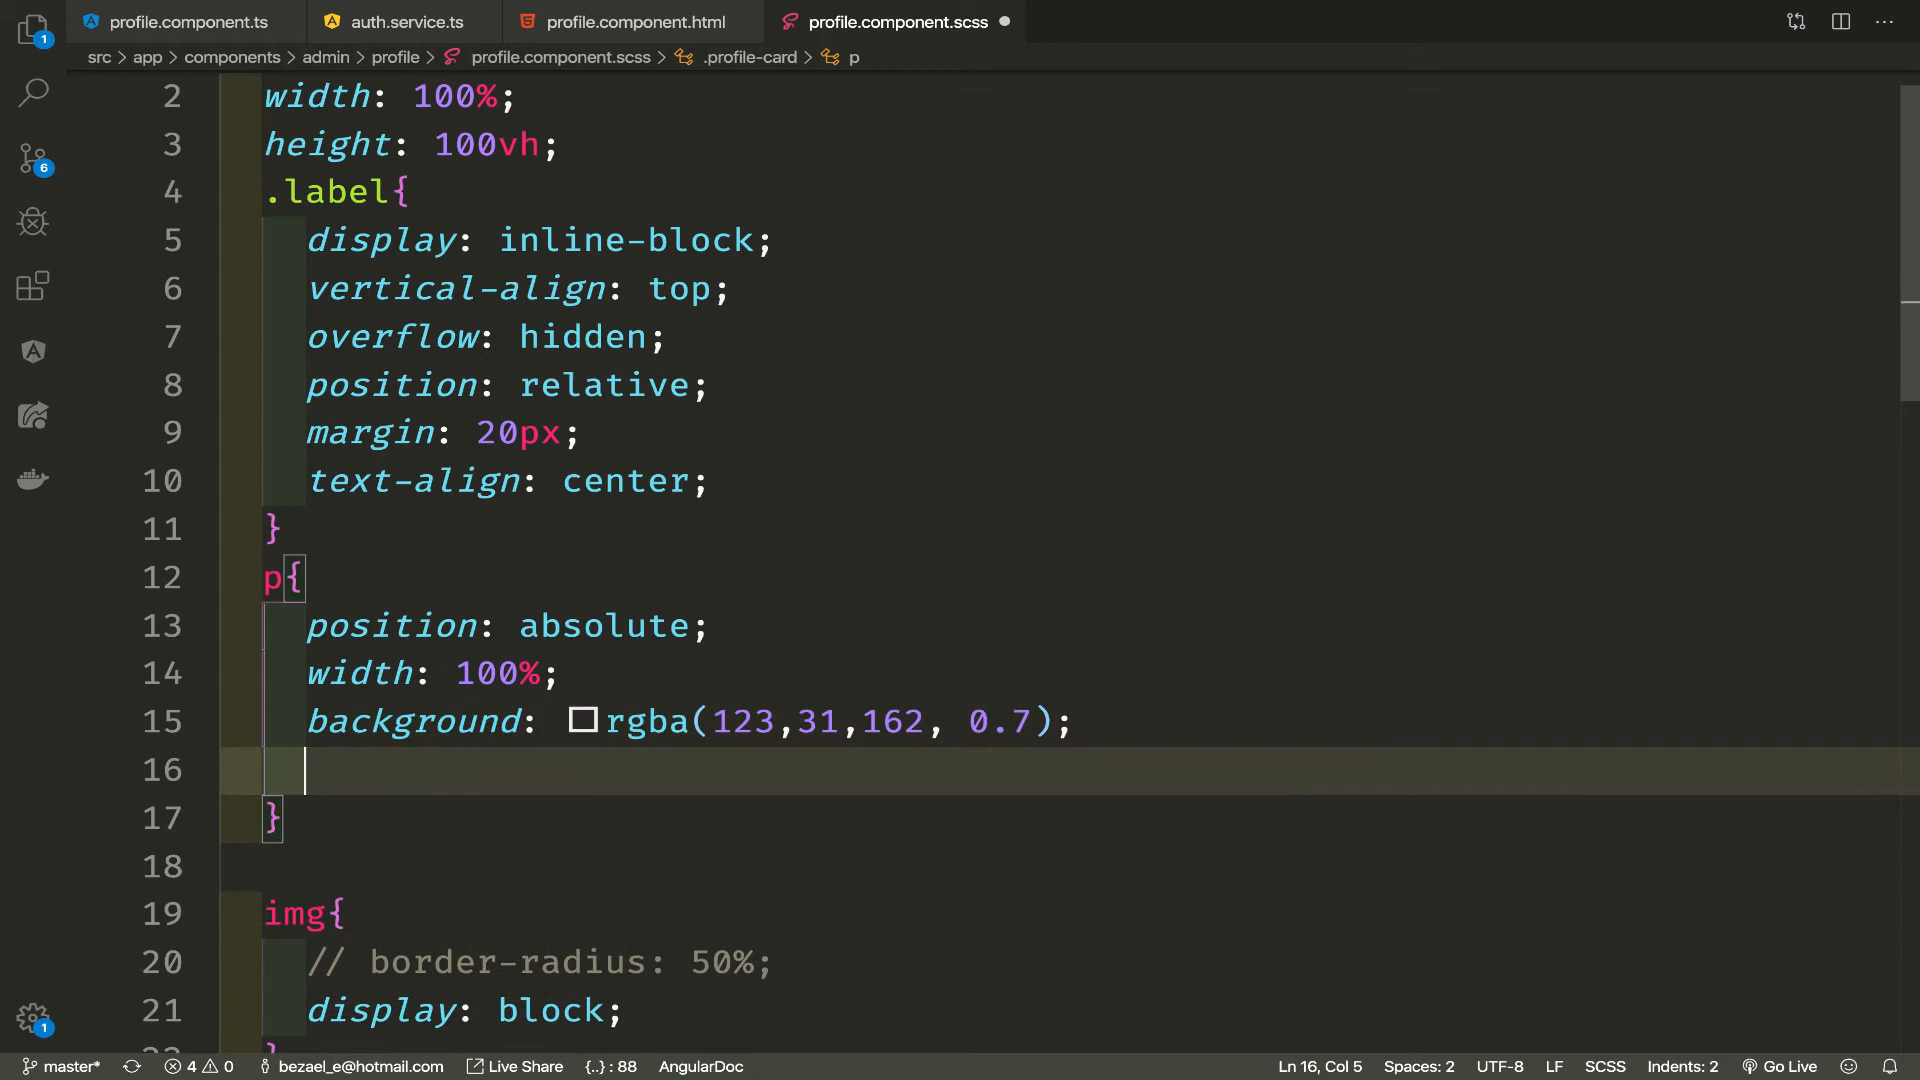 profile.component.ts auth.service.ts profile.component.html profile.component.scss
src > app > components > admin > profile > profile.component.scss > .profile-card > p
2 width: 100%;
3 height: 100vh;
4 .label{
5 display: inline-block;
6 vertical-align: top;
7 overflow: hidden;
8 position: relative;
9 margin: 20px;
10 text-align: center;
11 }
12 p{
13 position: absolute;
14 width: 100%;
15 background: rgba(123,31,162, 0.7);
16
17 }
18
19 img{
20 // border-radius: 50%;
21 display: block;
1
6
1
master* 4 0 bezael_e@hotmail.com Live Share {..} : 88 AngularDoc Ln 16, Col 5 Spaces: 2 UTF-8 LF SCSS Indents: 2 Go Live